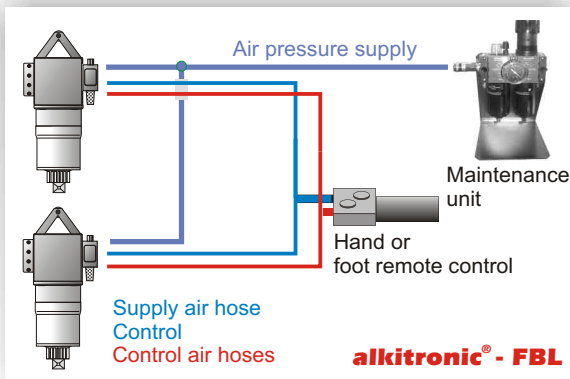 Air pressure supply
Maintenance
unit
Hand or
foot remote control
Supply air hose
Control
Control air hoses
alkitronic® - FBL